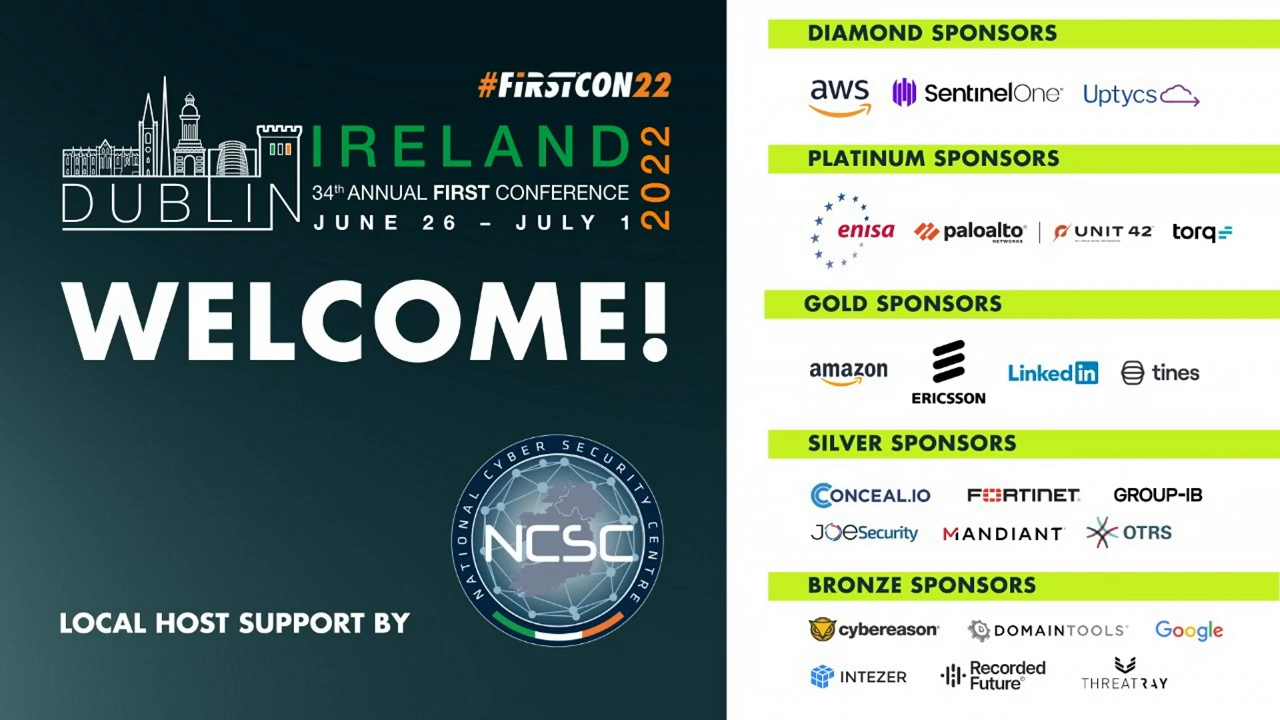 #FiRSTCON22
DUBLIN
IRELAND
34th ANNUAL FIRST CONFERENCE
JUNE 26 – JULY 1
2022
WELCOME!
NATIONAL CYBER SECURITY CENTRE
NCSC
LOCAL HOST SUPPORT BY
DIAMOND SPONSORS
aws SentinelOne Uptycs
PLATINUM SPONSORS
enisa paloalto NETWORKS | UNIT 42 torq
GOLD SPONSORS
amazon ERICSSON Linkedin tines
SILVER SPONSORS
CONCEAL.IO FORTINET GROUP-IB
JOESecurity MANDIANT OTRS
BRONZE SPONSORS
cybereason DOMAINTOOLS Google
INTEZER Recorded Future THREATRAY